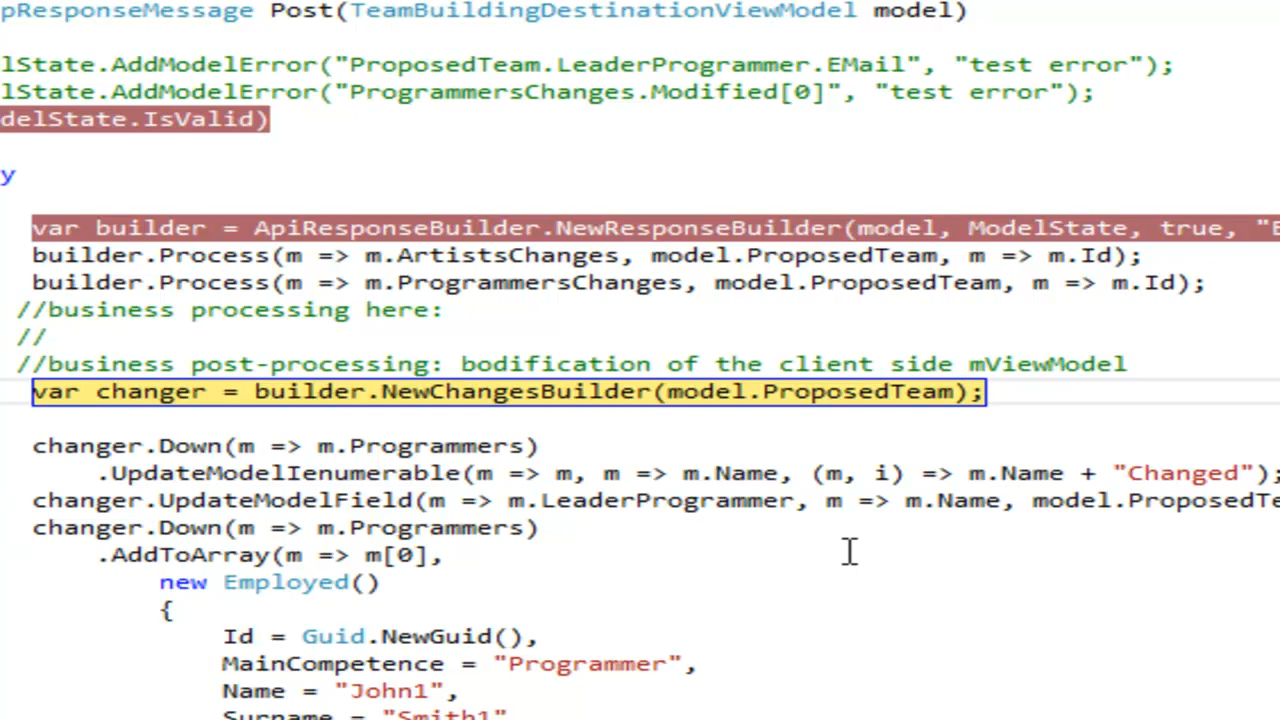 pResponseMessage Post(TeamBuildingDestinationViewModel model)
lState.AddModelError("ProposedTeam.LeaderProgrammer.EMail", "test error");
lState.AddModelError("ProgrammersChanges.Modified[0]", "test error");
delState.IsValid)
y
var builder = ApiResponseBuilder.NewResponseBuilder(model, ModelState, true, "E
builder.Process(m => m.ArtistsChanges, model.ProposedTeam, m => m.Id);
builder.Process(m => m.ProgrammersChanges, model.ProposedTeam, m => m.Id);
//business processing here:
//
//business post-processing: bodification of the client side mViewModel
var changer = builder.NewChangesBuilder(model.ProposedTeam);
changer.Down(m => m.Programmers)
.UpdateModelIenumerable(m => m, m => m.Name, (m, i) => m.Name + "Changed");
changer.UpdateModelField(m => m.LeaderProgrammer, m => m.Name, model.ProposedTe
changer.Down(m => m.Programmers)
.AddToArray(m => m[0],
new Employed()
{
Id = Guid.NewGuid(),
MainCompetence = "Programmer",
Name = "John1",
Surname = "Smith1"